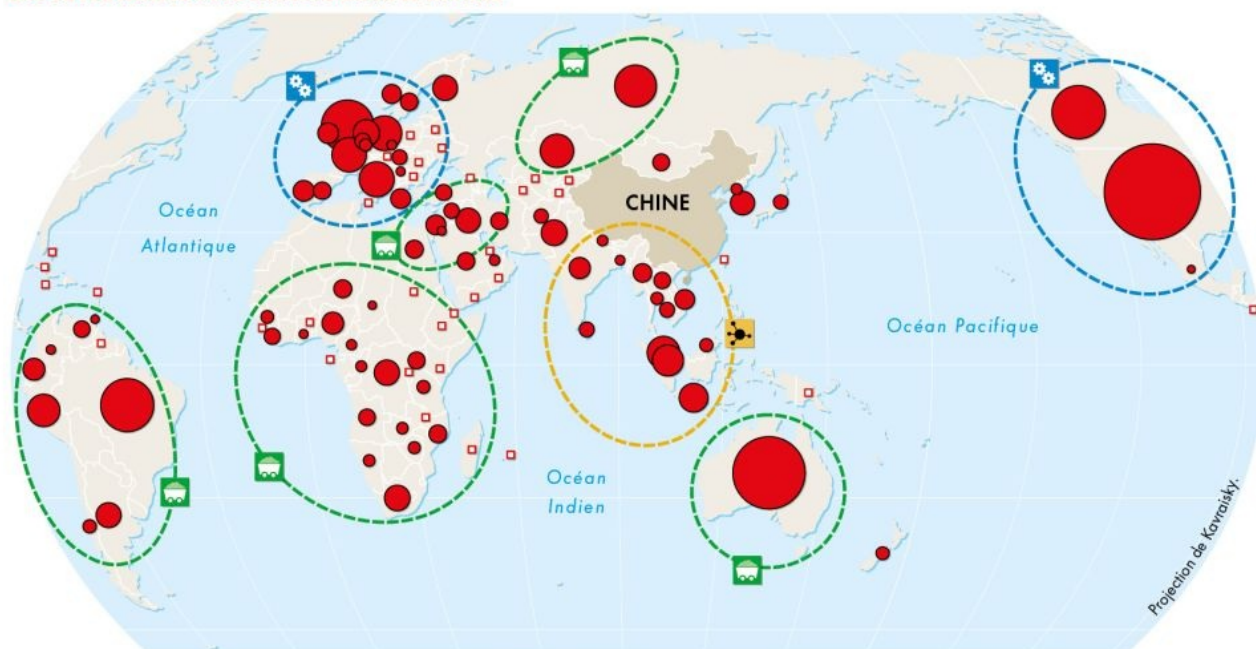 CHINE
Océan
Atlantique
Océan Pacifique
Océan
Indien
Projection de Kavraisky.